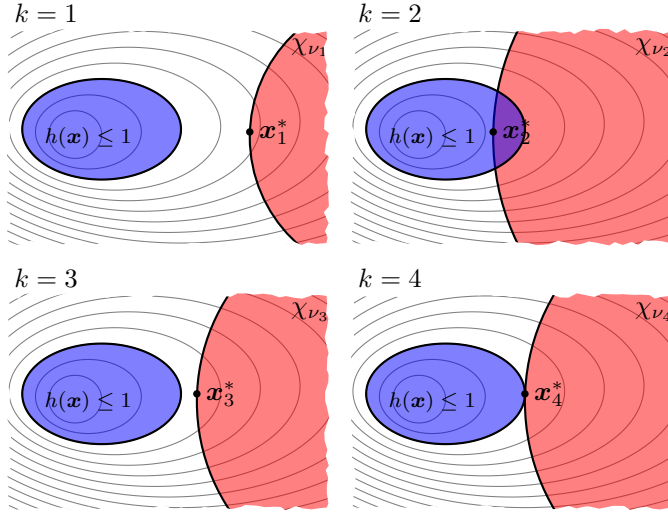 k = 1
χ_{ν_1}
h(x) ≤ 1
x_1^*
k = 2
χ_{ν_2}
h(x) ≤ 1
x_2^*
k = 3
χ_{ν_3}
h(x) ≤ 1
x_3^*
k = 4
χ_{ν_4}
h(x) ≤ 1
x_4^*